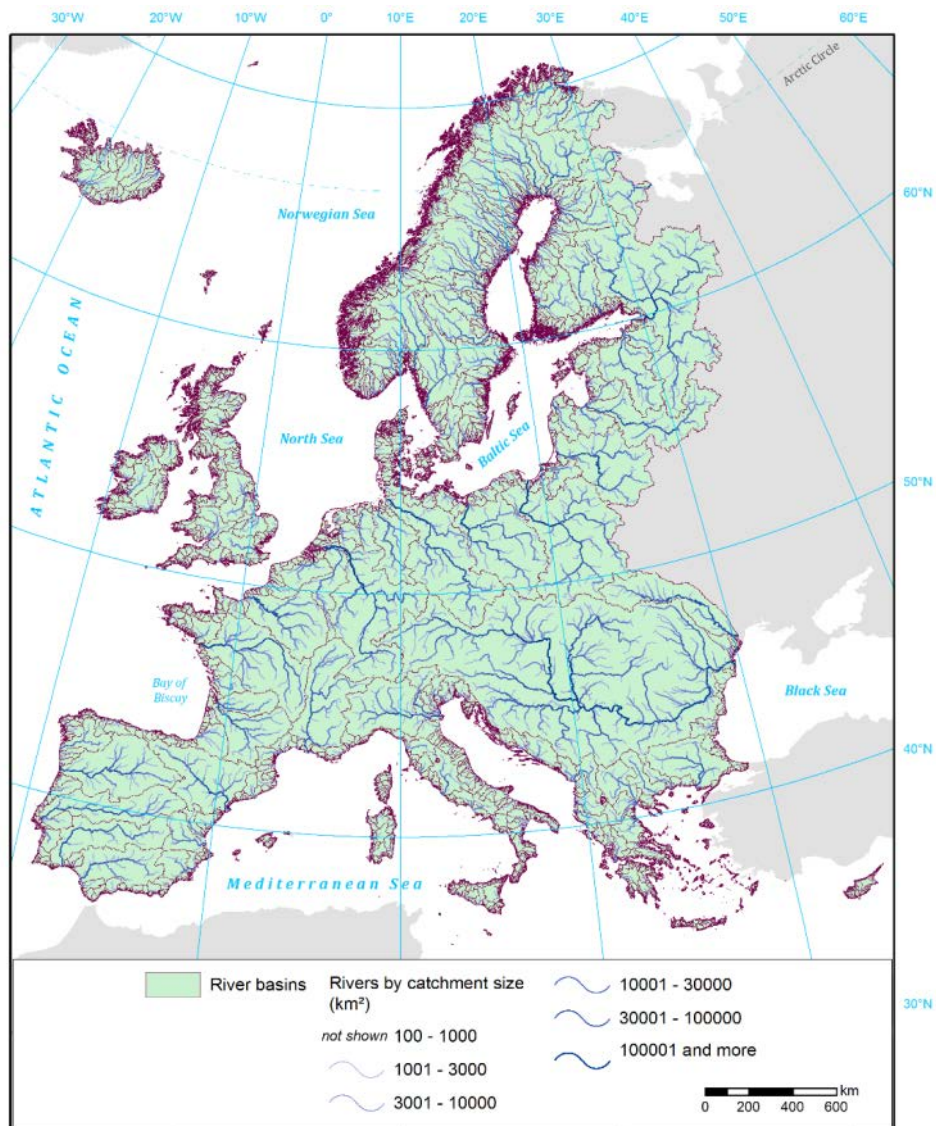 30°W 20°W 10°W 0° 10°E 20°E 30°E 40°E 50°E 60°E
Arctic Circle
60°N
Norwegian Sea
ATLANTIC OCEAN
North Sea
Baltic Sea
50°N
Bay of
Biscay
Black Sea
40°N
Mediterranean Sea
30°N
River basins
Rivers by catchment size
(km²)
not shown 100 - 1000
1001 - 3000
3001 - 10000
10001 - 30000
30001 - 100000
100001 and more
km
0 200 400 600